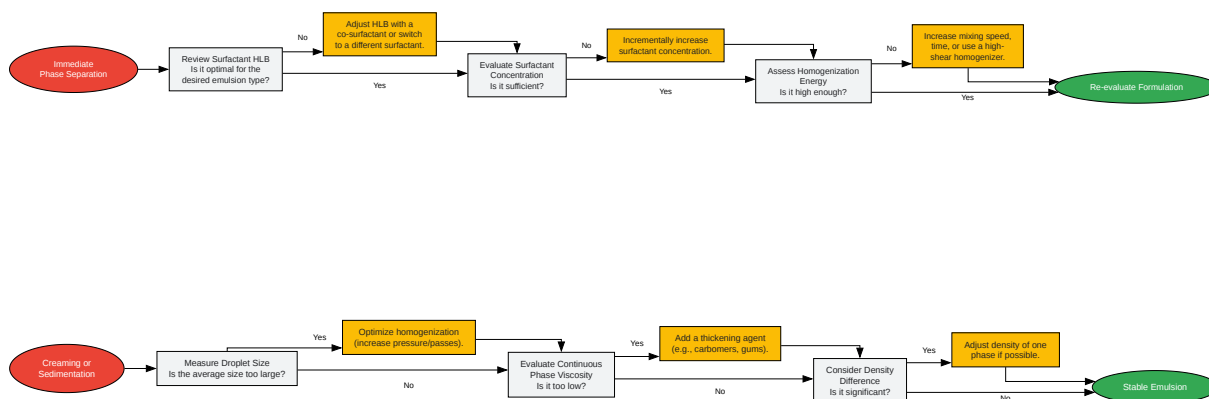 Immediate
Phase Separation
Review Surfactant HLB
Is it optimal for the
desired emulsion type?
No
Adjust HLB with a
co-surfactant or switch
to a different surfactant.
Yes
Evaluate Surfactant
Concentration
Is it sufficient?
No
Incrementally increase
surfactant concentration.
Yes
Assess Homogenization
Energy
Is it high enough?
No
Increase mixing speed,
time, or use a high-
shear homogenizer.
Yes
Re-evaluate Formulation
Creaming or
Sedimentation
Measure Droplet Size
Is the average size too large?
Yes
Optimize homogenization
(increase pressure/passes).
No
Evaluate Continuous
Phase Viscosity
Is it too low?
Yes
Add a thickening agent
(e.g., carbomers, gums).
No
Consider Density
Difference
Is it significant?
Yes
Adjust density of one
phase if possible.
No
Stable Emulsion